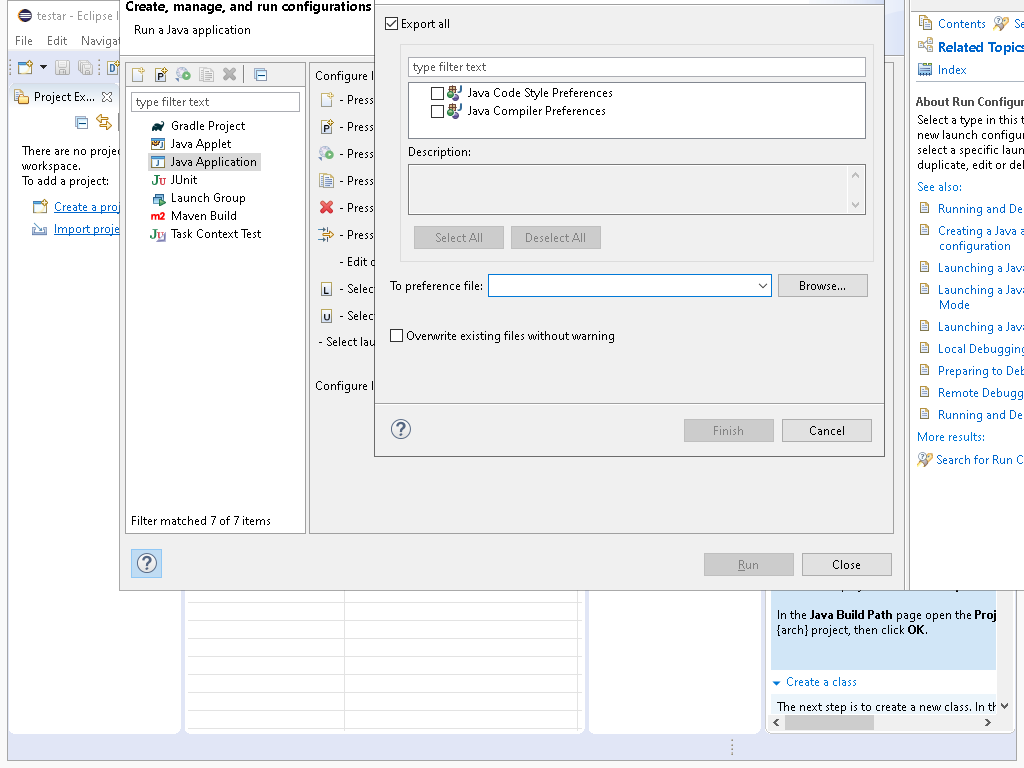 testar - Eclipse I
File Edit Navigat
Project Ex...
There are no projec
workspace.
To add a project:
Create a proj
Import proje
Create, manage, and run configurations
Run a Java application
type filter text
Gradle Project
Java Applet
Java Application
JUnit
Launch Group
Maven Build
Task Context Test
Filter matched 7 of 7 items
Configure l
- Press
- Press
- Press
- Press
- Press
- Press
- Edit c
- Selec
- Selec
- Select lau
Configure l
Run
Close
Export all
type filter text
Java Code Style Preferences
Java Compiler Preferences
Description:
Select All
Deselect All
To preference file:
Browse...
Overwrite existing files without warning
Finish
Cancel
Contents Se
Related Topics
Index
About Run Configur
Select a type in this t
new launch configur
select a specific laun
duplicate, edit or del
See also:
Running and De
Creating a Java a
configuration
Launching a Java
Launching a Java
Mode
Launching a Java
Local Debugging
Preparing to Deb
Remote Debugg
Running and De
More results:
Search for Run C
In the Java Build Path page open the Proj
{arch} project, then click OK.
Create a class
The next step is to create a new class. In th